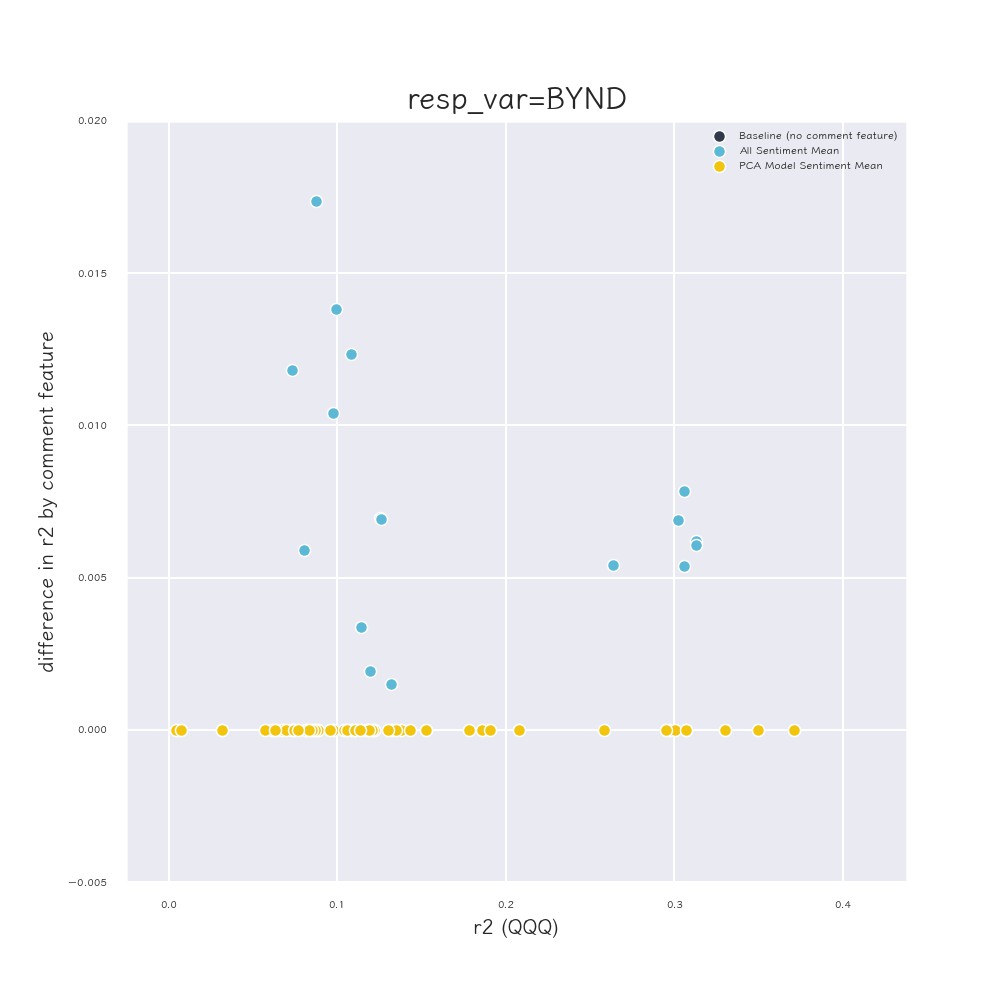 resp_var=BYND
0.020
0.015
0.010
0.005
0.000
−0.005
difference in r2 by comment feature
Baseline (no comment feature)
All Sentiment Mean
PCA Model Sentiment Mean
0.0
0.1
0.2
0.3
0.4
r2 (QQQ)